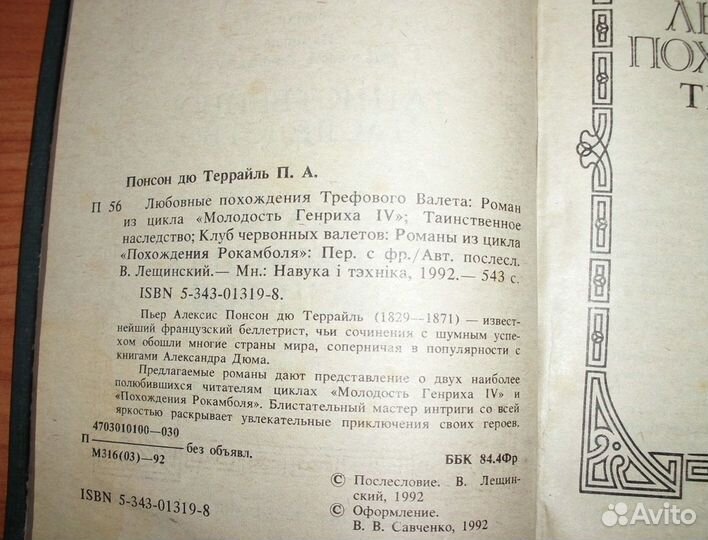 Понсон дю Террайль П. А.
П 56 Любовные похождения Трефового Валета: Роман
из цикла «Молодость Генриха IV»; Таинственное
наследство; Клуб червонных валетов: Романы из цикла
«Похождения Рокамболя»: Пер. с фр./Авт. послесл.
В. Лещинский.— Мн.: Навука і тэхніка, 1992.— 543 с.
ISBN 5-343-01319-8.
Пьер Алексис Понсон дю Террайль (1829—1871) — извест-
нейший французский беллетрист, чьи сочинения с шумным успе-
хом обошли многие страны мира, соперничая в популярности с
книгами Александра Дюма.
Предлагаемые романы дают представление о двух наиболее
полюбившихся читателям циклах «Молодость Генриха IV» и
«Похождения Рокамболя». Блистательный мастер интриги со всей
яркостью раскрывает увлекательные приключения своих героев.
4703010100—030
П без объявл.
М316(03)—92
ББК 84.4Фр
© Послесловие. В. Лещин-
ский, 1992
© Оформление.
В. В. Савченко, 1992
ISBN 5-343-01319-8
ПОХ
Avito